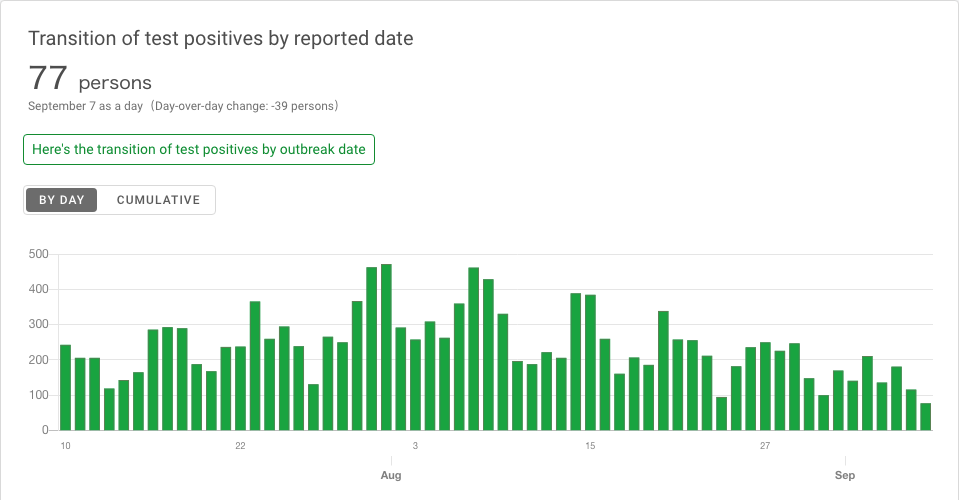 Transition of test positives by reported date
77 persons
September 7 as a day (Day-over-day change: -39 persons)
Here's the transition of test positives by outbreak date
BY DAY CUMULATIVE
500
400
300
200
100
0
10 22 3 15 27
Aug Sep